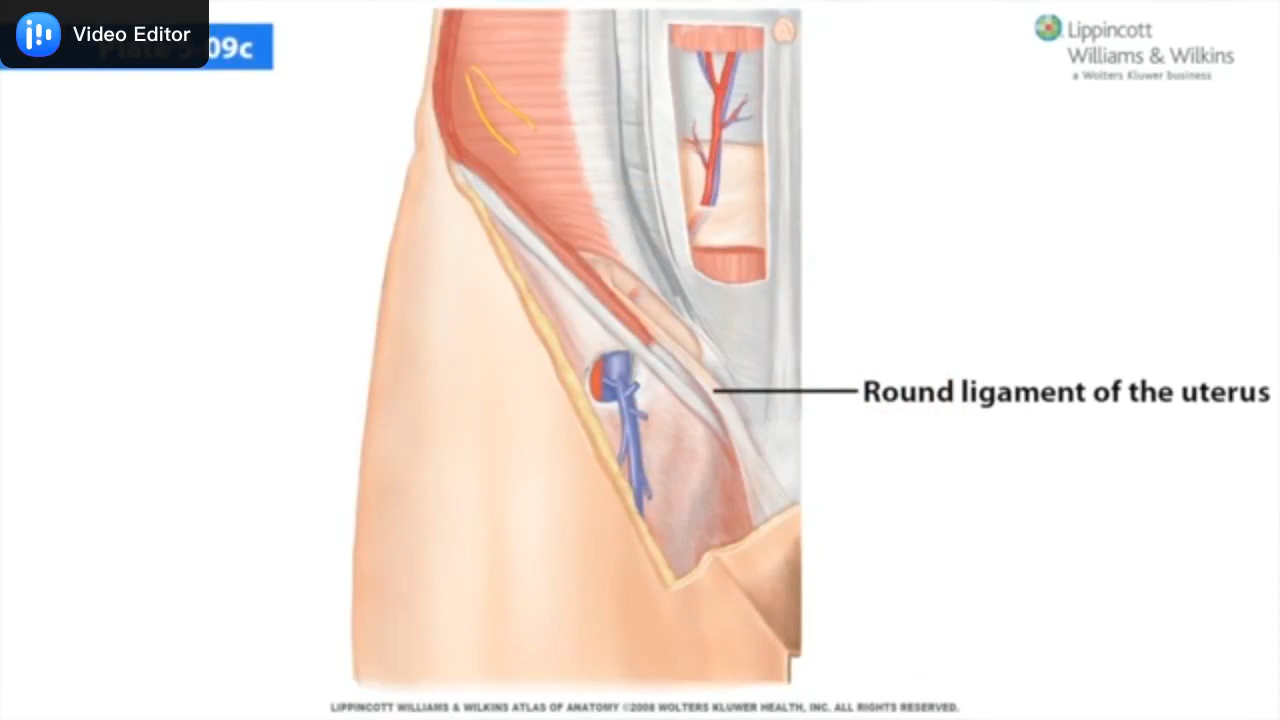 Video Editor
09c
Lippincott
Williams & Wilkins
a Wolters Kluwer business
Round ligament of the uterus
LIPPINCOTT WILLIAMS & WILKINS ATLAS OF ANATOMY ©2008 WOLTERS KLUWER HEALTH, INC. ALL RIGHTS RESERVED.